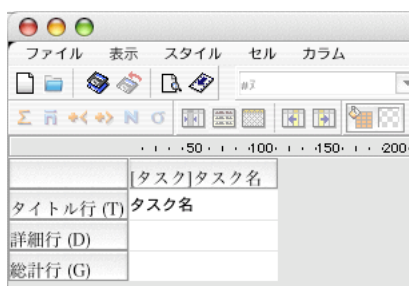 ファイル 表示 スタイル セル カラム
#3
Σ n̄ N σ
50 100 150 200
[タスク]タスク名
タイトル行 (T) タスク名
詳細行 (D)
総計行 (G)